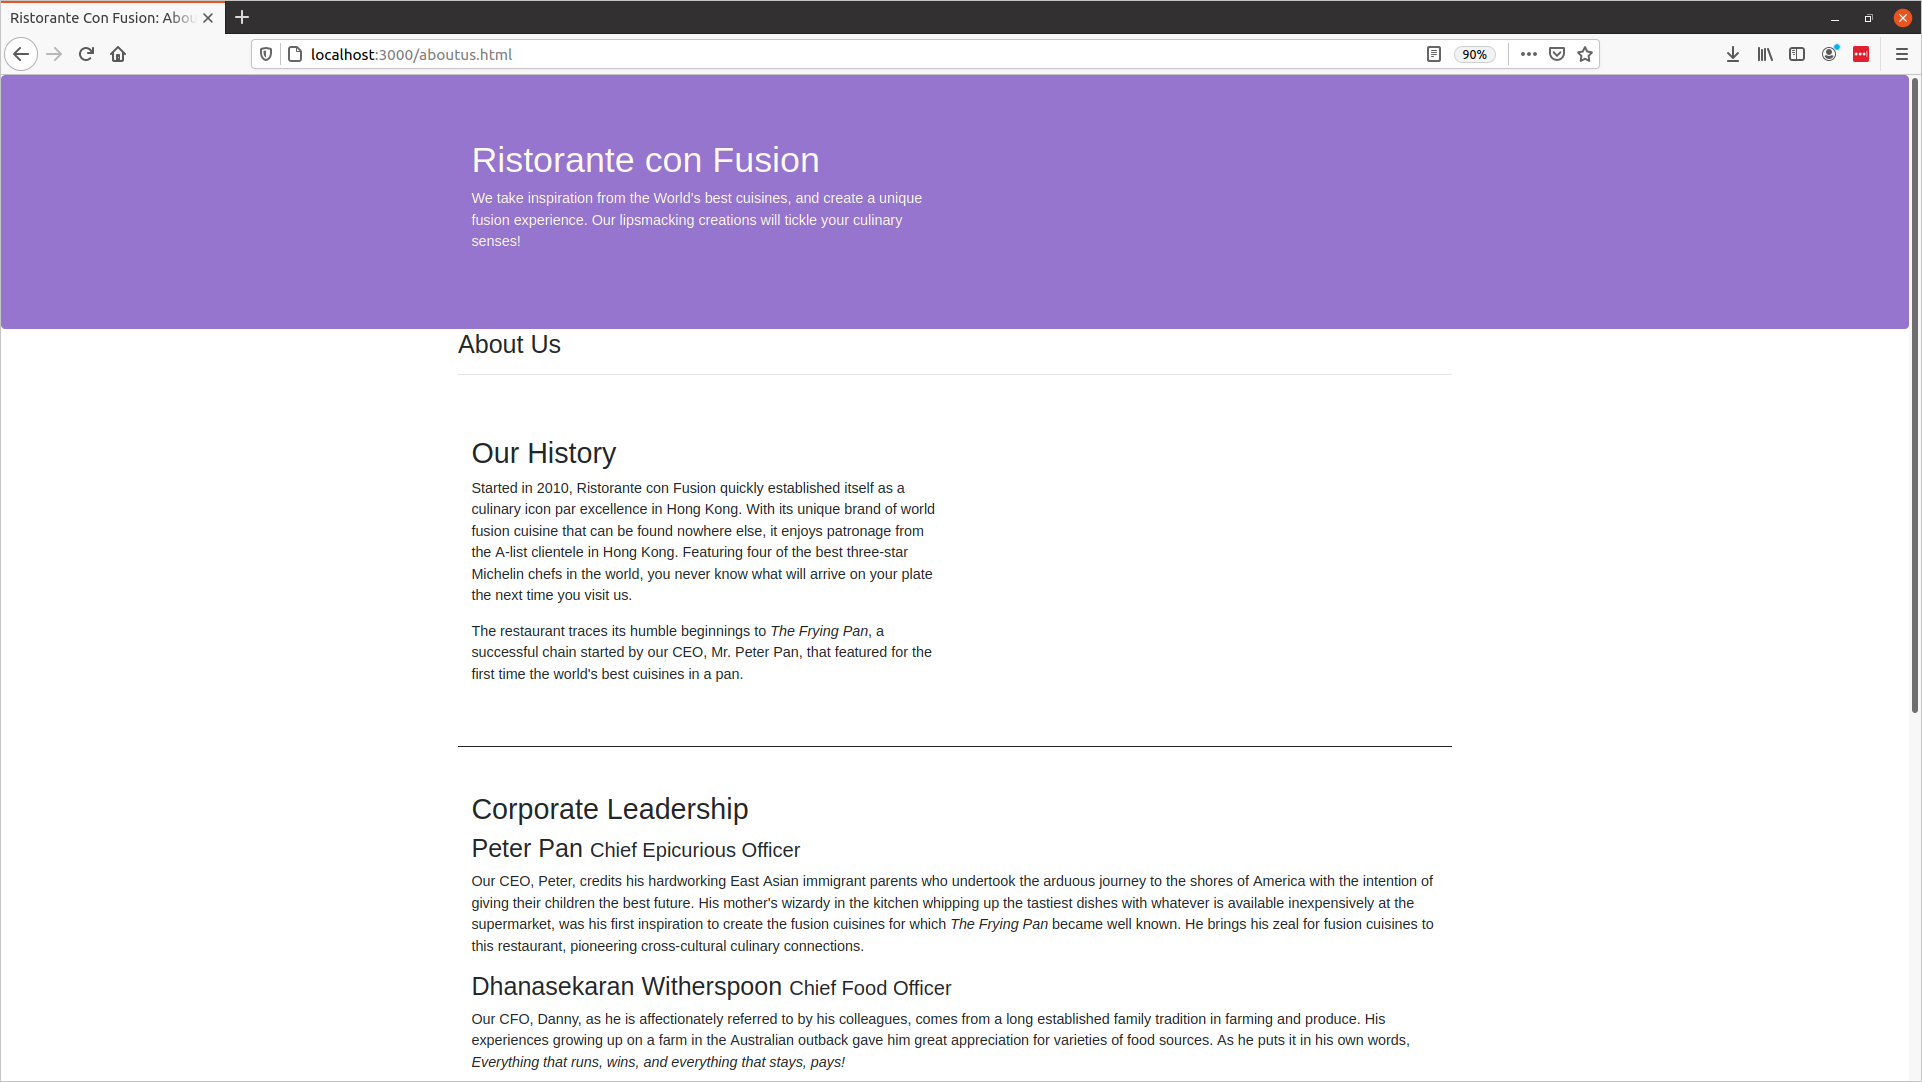 Ristorante Con Fusion: Abou
localhost:3000/aboutus.html
90%
Ristorante con Fusion
We take inspiration from the World's best cuisines, and create a unique
fusion experience. Our lipsmacking creations will tickle your culinary
senses!
About Us
Our History
Started in 2010, Ristorante con Fusion quickly established itself as a
culinary icon par excellence in Hong Kong. With its unique brand of world
fusion cuisine that can be found nowhere else, it enjoys patronage from
the A-list clientele in Hong Kong. Featuring four of the best three-star
Michelin chefs in the world, you never know what will arrive on your plate
the next time you visit us.
The restaurant traces its humble beginnings to The Frying Pan, a
successful chain started by our CEO, Mr. Peter Pan, that featured for the
first time the world's best cuisines in a pan.
Corporate Leadership
Peter Pan Chief Epicurious Officer
Our CEO, Peter, credits his hardworking East Asian immigrant parents who undertook the arduous journey to the shores of America with the intention of
giving their children the best future. His mother's wizardy in the kitchen whipping up the tastiest dishes with whatever is available inexpensively at the
supermarket, was his first inspiration to create the fusion cuisines for which The Frying Pan became well known. He brings his zeal for fusion cuisines to
this restaurant, pioneering cross-cultural culinary connections.
Dhanasekaran Witherspoon Chief Food Officer
Our CFO, Danny, as he is affectionately referred to by his colleagues, comes from a long established family tradition in farming and produce. His
experiences growing up on a farm in the Australian outback gave him great appreciation for varieties of food sources. As he puts it in his own words,
Everything that runs, wins, and everything that stays, pays!